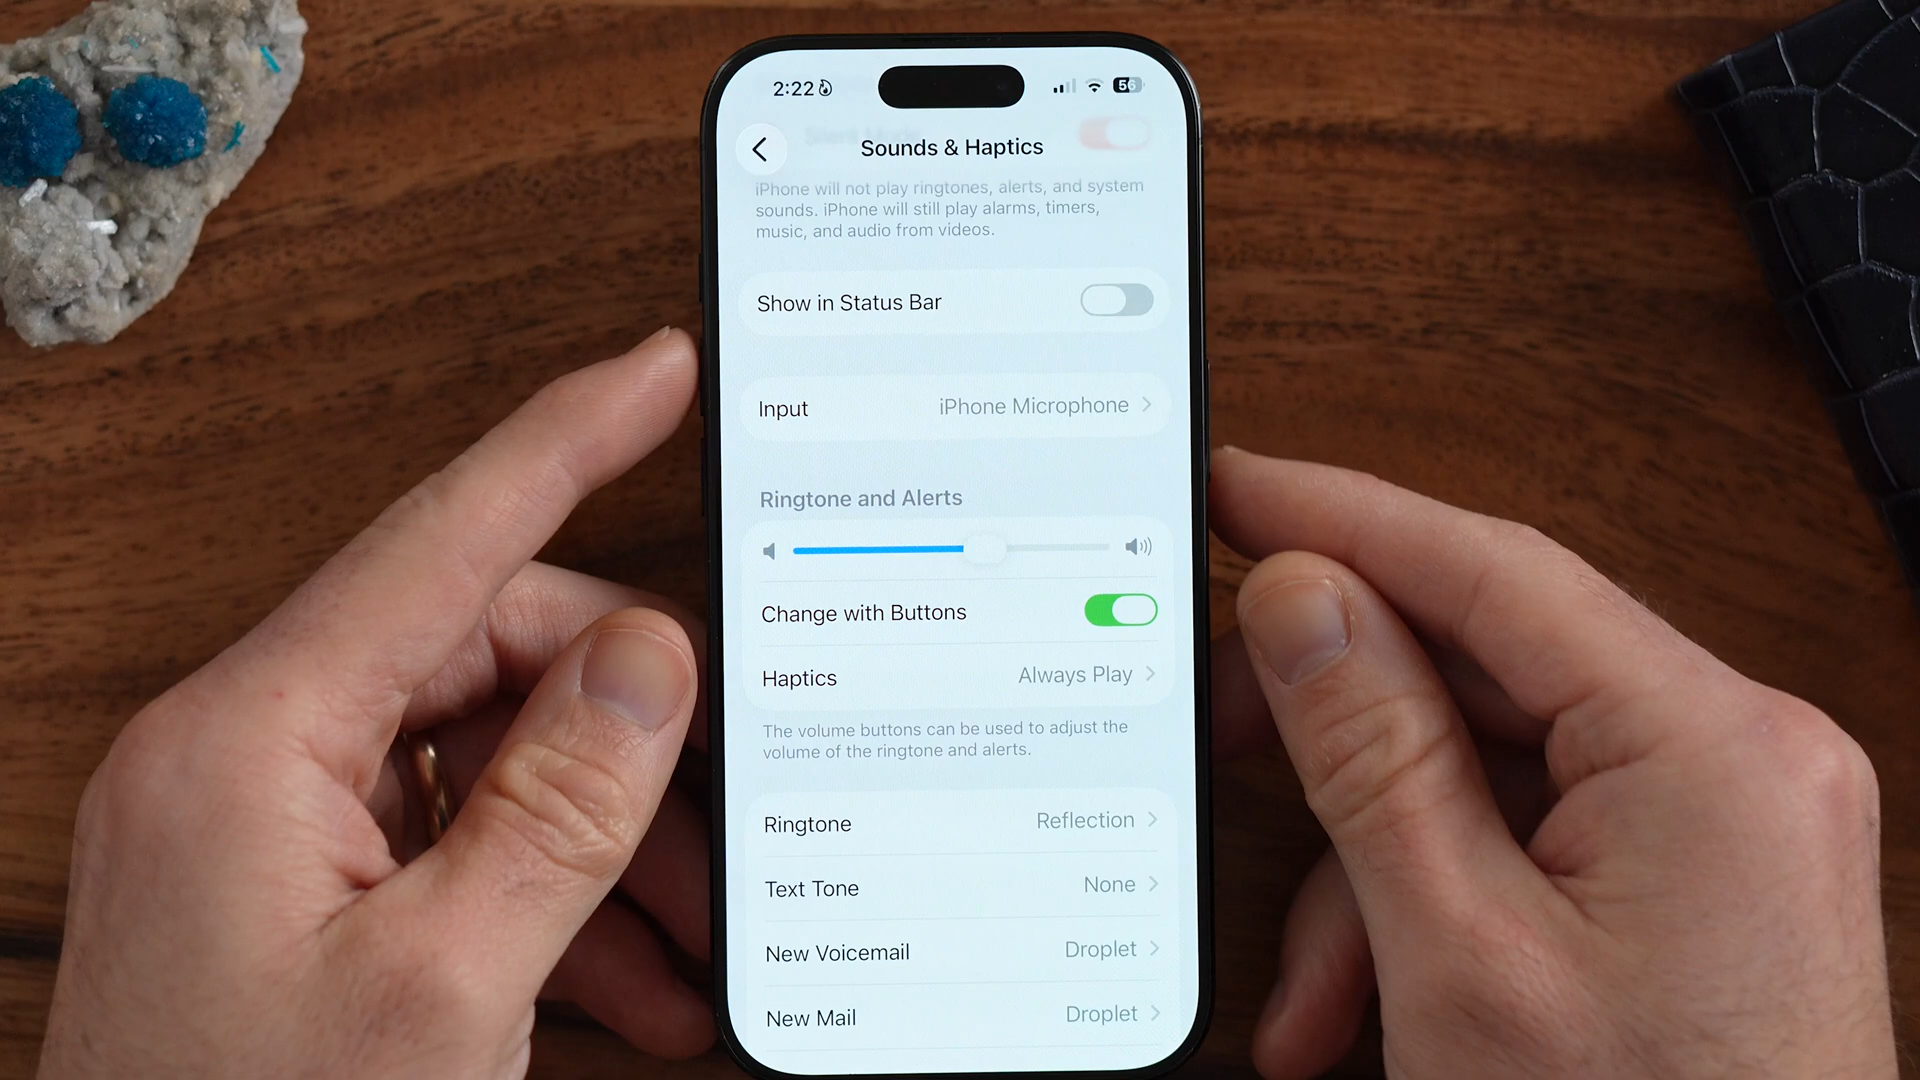 2:22
56
Silent Mode
Sounds & Haptics
iPhone will not play ringtones, alerts, and system
sounds. iPhone will still play alarms, timers,
music, and audio from videos.
Show in Status Bar
Input iPhone Microphone
Ringtone and Alerts
Change with Buttons
Haptics Always Play
The volume buttons can be used to adjust the
volume of the ringtone and alerts.
Ringtone Reflection
Text Tone None
New Voicemail Droplet
New Mail Droplet